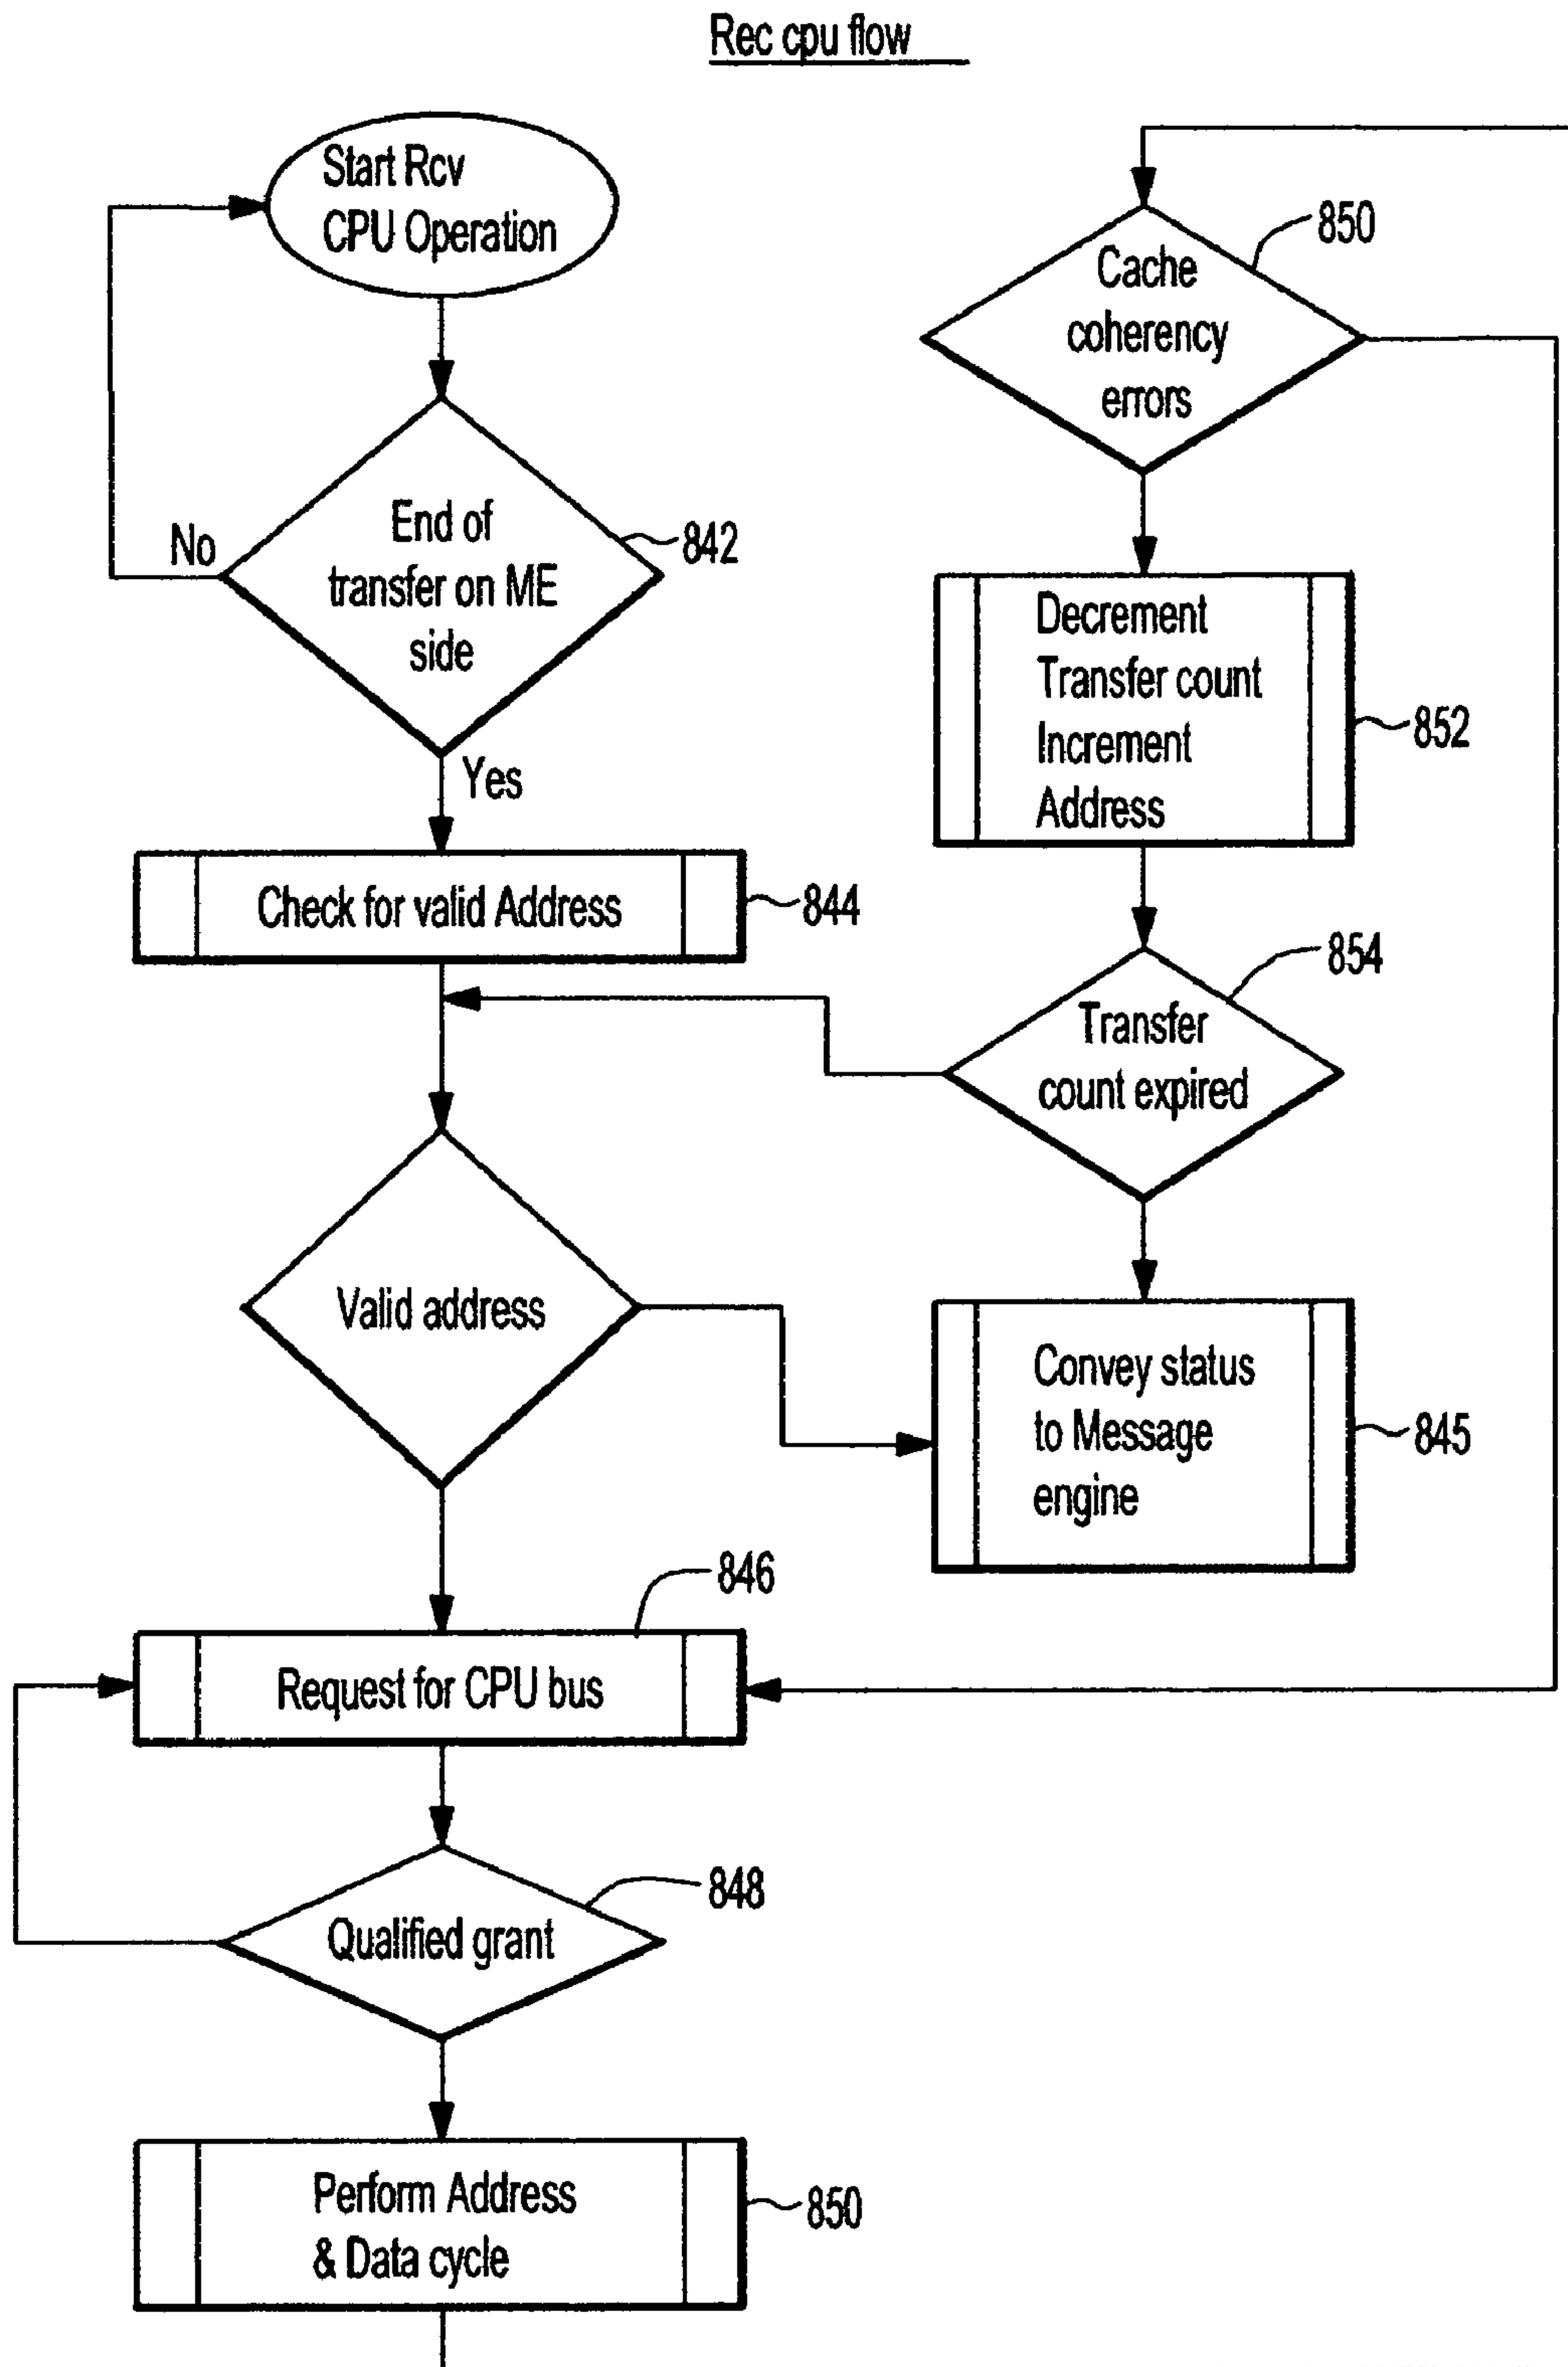 Rec cpu flow
Start Rcv
CPU Operation
End of
transfer on ME
side
842
No
Yes
Check for valid Address
844
Valid address
846
Request for CPU bus
Qualified grant
848
Perform Address
& Data cycle
850
Cache
coherency
errors
850
Decrement
Transfer count
Increment
Address
852
Transfer
count expired
854
Convey status
to Message
engine
845